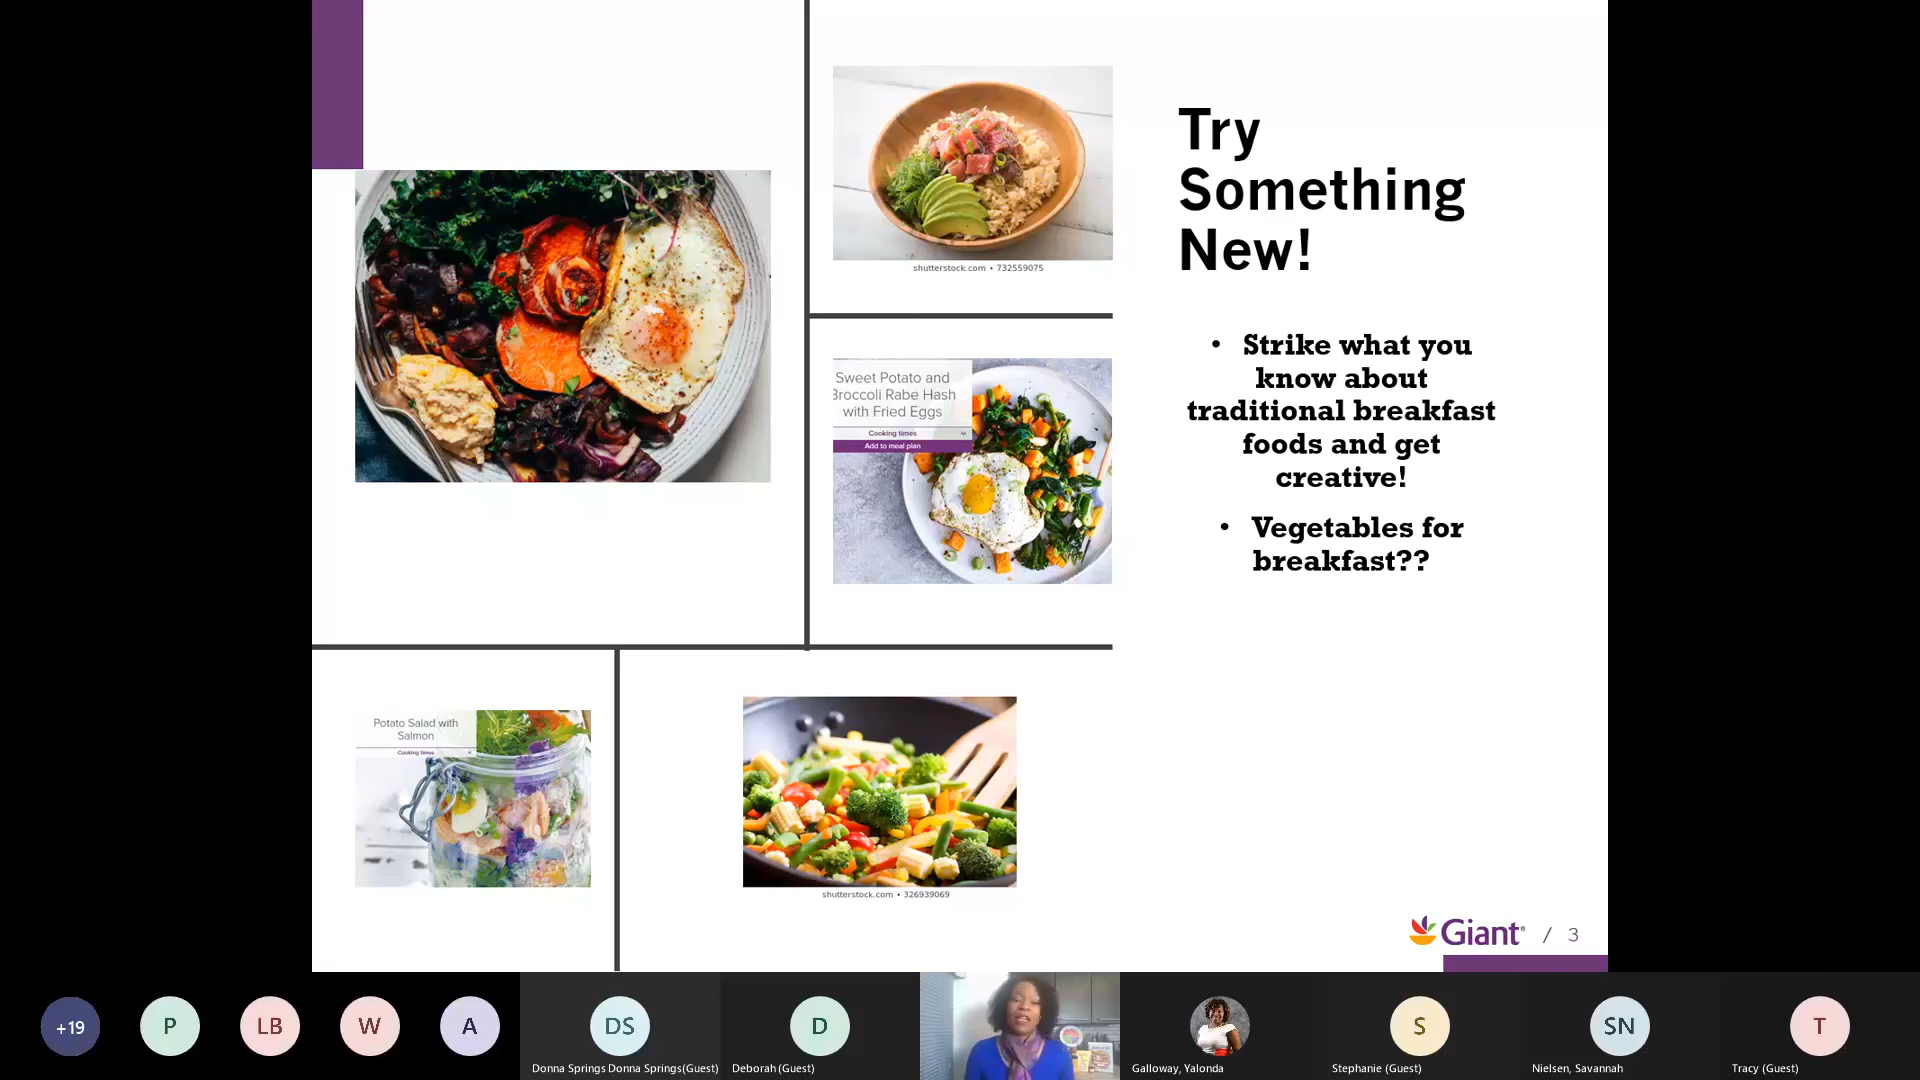 shutterstock.com • 732559075
Sweet Potato and
Broccoli Rabe Hash
with Fried Eggs
Cooking times
Add to meal plan
Potato Salad with
Salmon
Cooking times
shutterstock.com • 326939069
Try
Something
New!
• Strike what you
know about
traditional breakfast
foods and get
creative!
• Vegetables for
breakfast??
Giant® / 3
+19
P
LB
W
A
DS
Donna Springs Donna Springs(Guest)
D
Deborah (Guest)
Galloway, Yalonda
S
Stephanie (Guest)
SN
Nielsen, Savannah
T
Tracy (Guest)